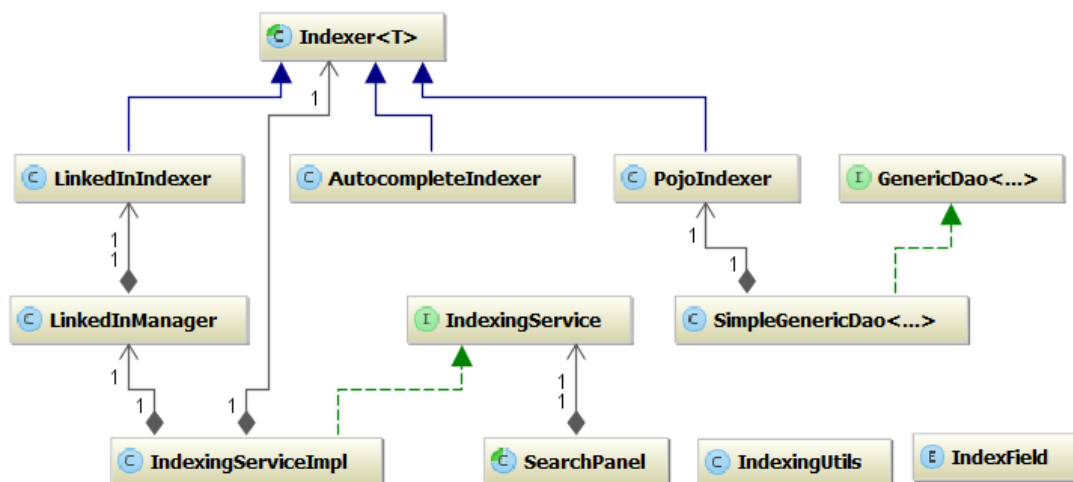 C Indexer<T>
1
C LinkedInIndexer
C AutocompleteIndexer
C PojoIndexer
I GenericDao<...>
1
1
1
1
C LinkedInManager
I IndexingService
C SimpleGenericDao<...>
1
1
1
1
1
C IndexingServiceImpl
C SearchPanel
C IndexingUtils
E IndexField